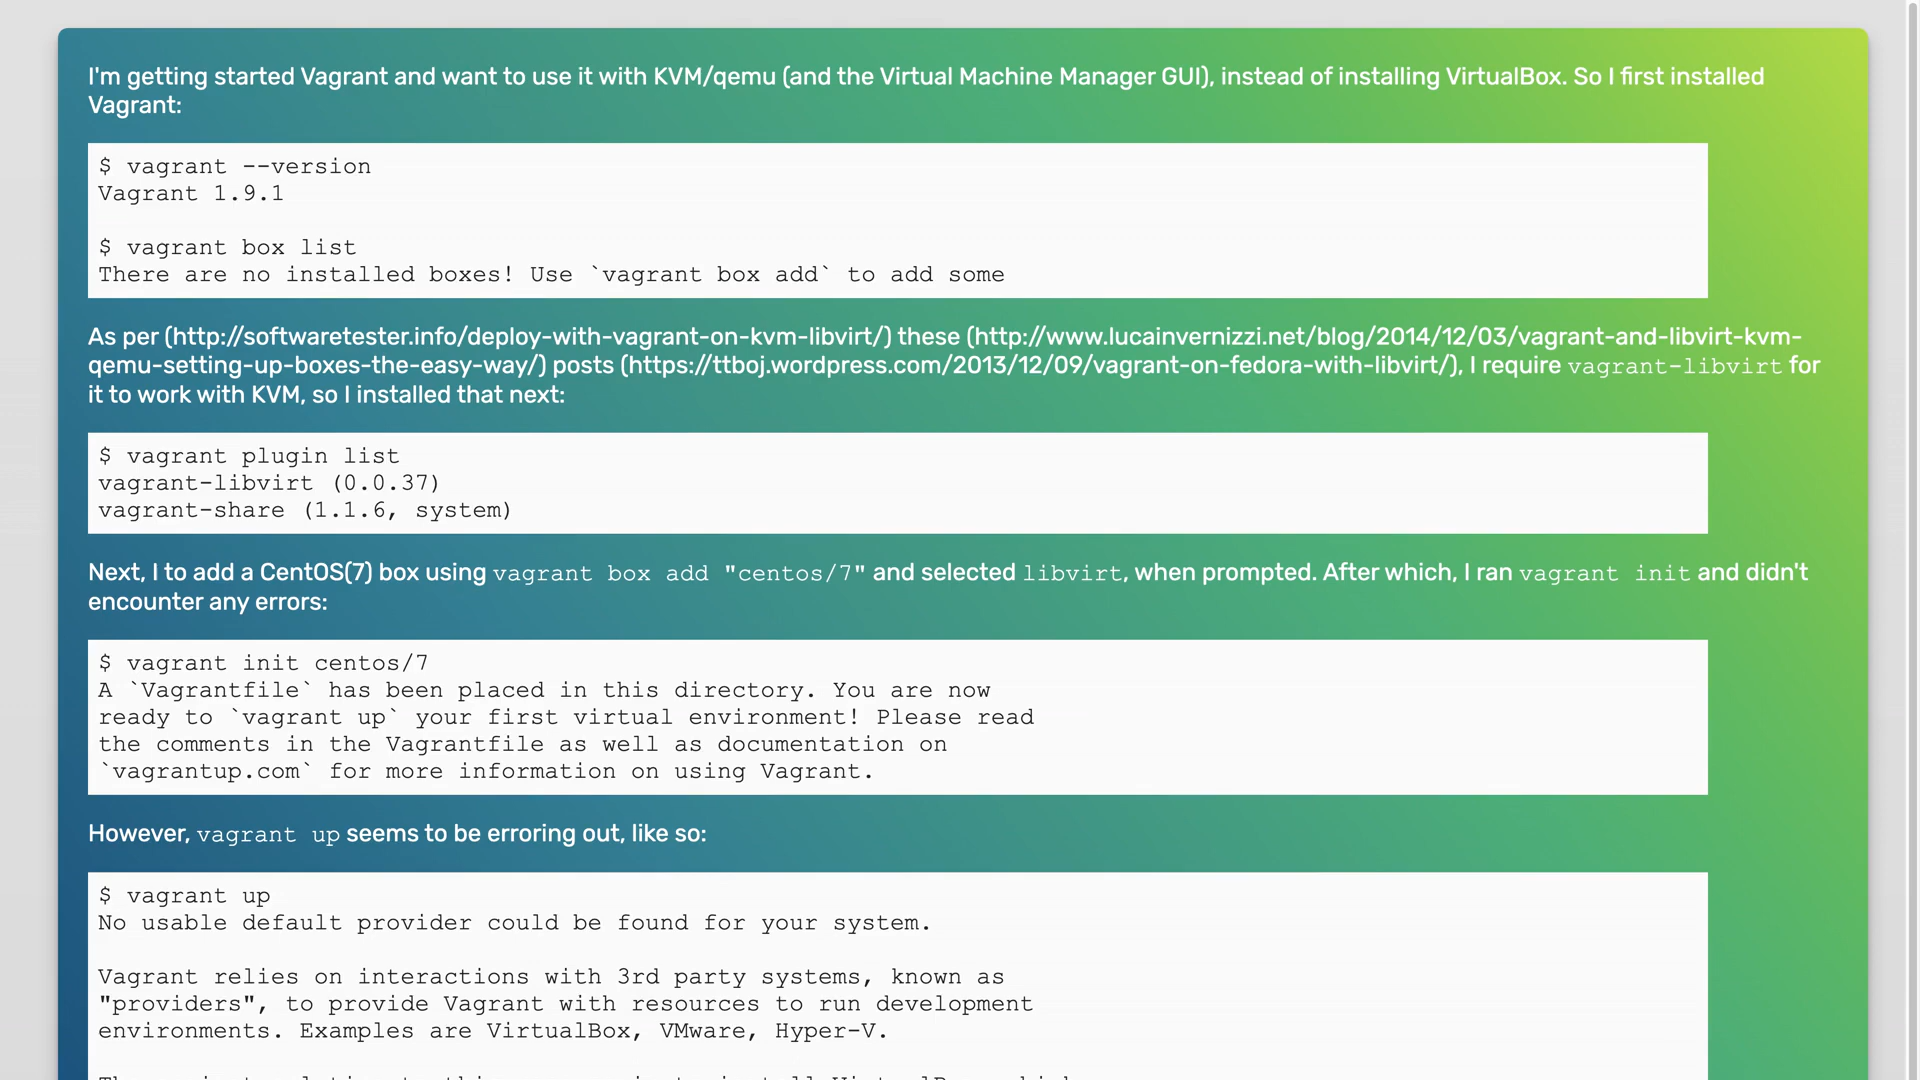 I'm getting started Vagrant and want to use it with KVM/qemu (and the Virtual Machine Manager GUI), instead of installing VirtualBox. So I first installed
Vagrant:
$ vagrant --version
Vagrant 1.9.1
$ vagrant box list
There are no installed boxes! Use `vagrant box add` to add some
As per (http://softwaretester.info/deploy-with-vagrant-on-kvm-libvirt/) these (http://www.lucainvernizzi.net/blog/2014/12/03/vagrant-and-libvirt-kvm-
qemu-setting-up-boxes-the-easy-way/) posts (https://ttboj.wordpress.com/2013/12/09/vagrant-on-fedora-with-libvirt/), I require vagrant-libvirt for
it to work with KVM, so I installed that next:
$ vagrant plugin list
vagrant-libvirt (0.0.37)
vagrant-share (1.1.6, system)
Next, I to add a CentOS(7) box using vagrant box add "centos/7" and selected libvirt, when prompted. After which, I ran vagrant init and didn't
encounter any errors:
$ vagrant init centos/7
A `Vagrantfile` has been placed in this directory. You are now
ready to `vagrant up` your first virtual environment! Please read
the comments in the Vagrantfile as well as documentation on
`vagrantup.com` for more information on using Vagrant.
However, vagrant up seems to be erroring out, like so:
$ vagrant up
No usable default provider could be found for your system.
Vagrant relies on interactions with 3rd party systems, known as
"providers", to provide Vagrant with resources to run development
environments. Examples are VirtualBox, VMware, Hyper-V.